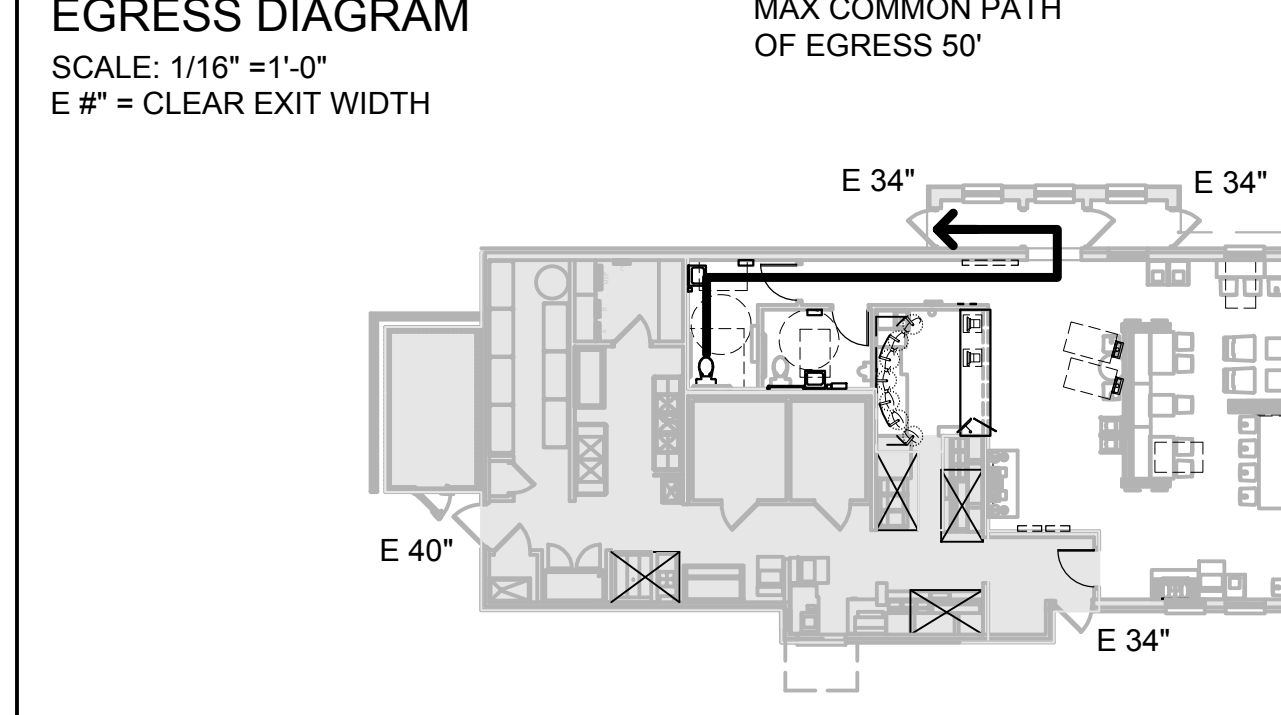 EGRESS DIAGRAM
SCALE: 1/16" =1'-0"
E #" = CLEAR EXIT WIDTH
MAX COMMON PATH
OF EGRESS 50'
E 34"
E 34"
E 40"
E 34"